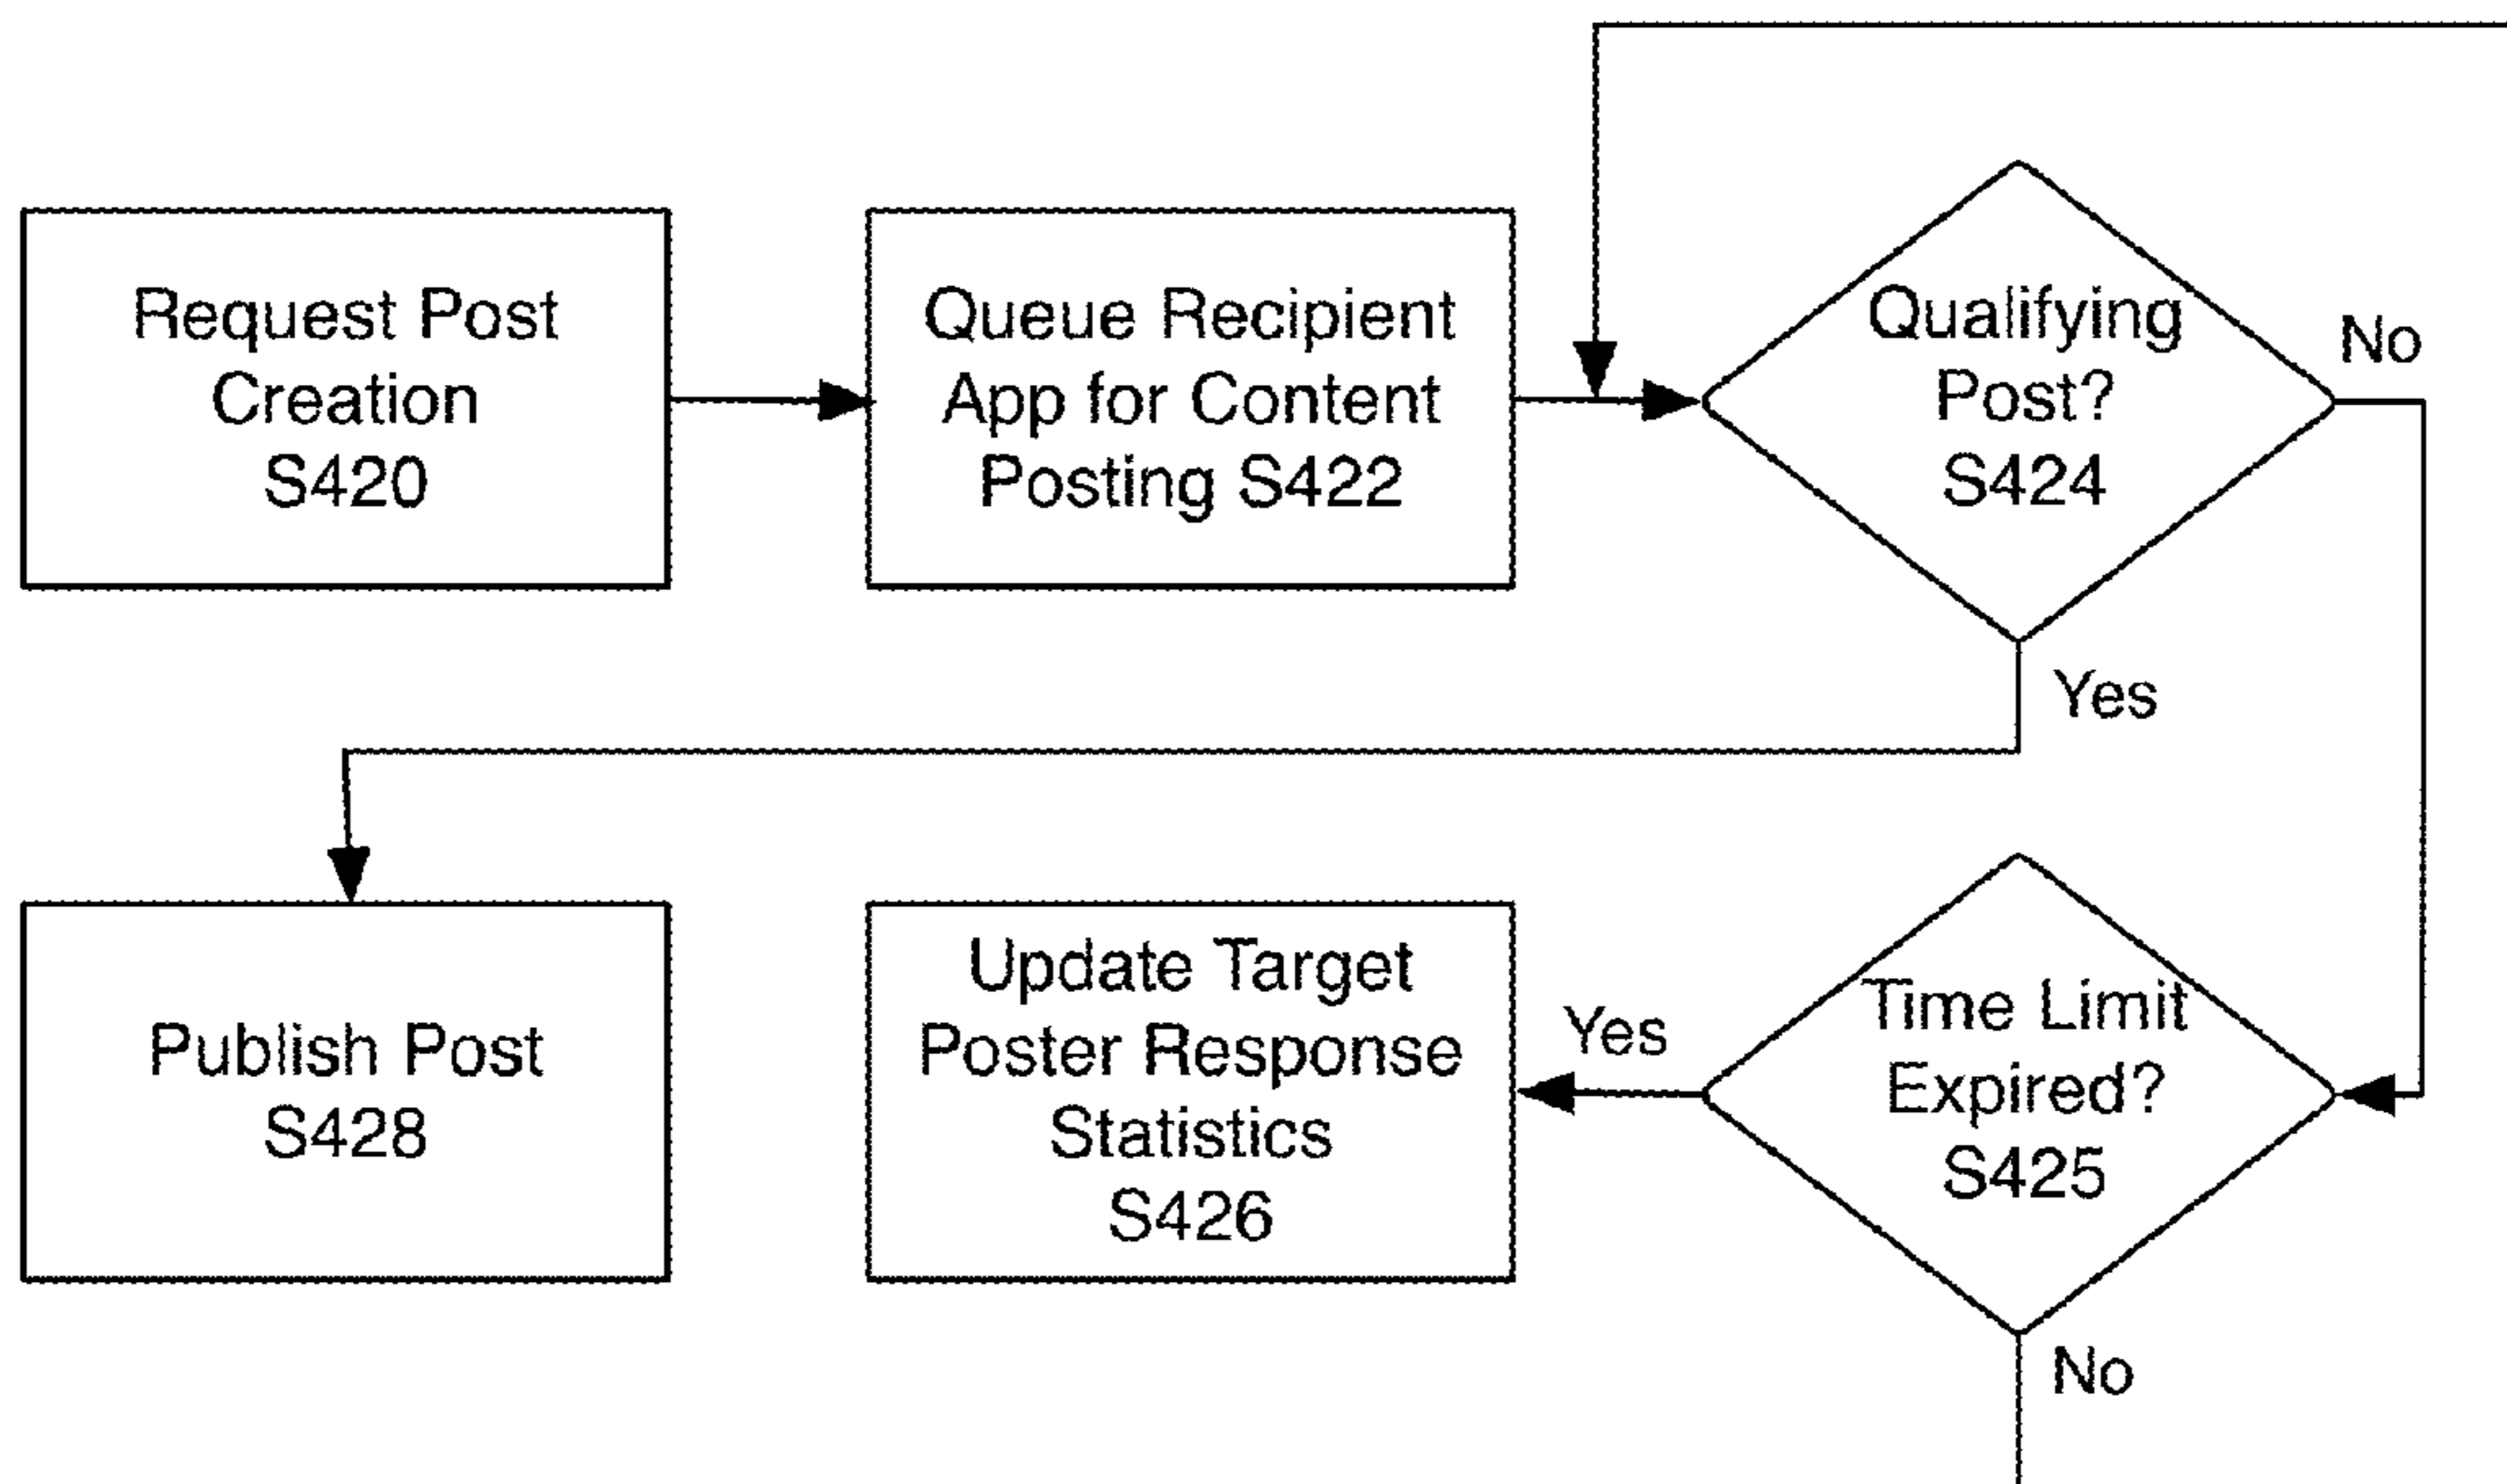 Request Post
Creation
S420
Queue Recipient
App for Content
Posting S422
Qualifying
Post?
S424
No
Yes
Publish Post
S428
Update Target
Poster Response
Statistics
S426
Yes
Time Limit
Expired?
S425
No